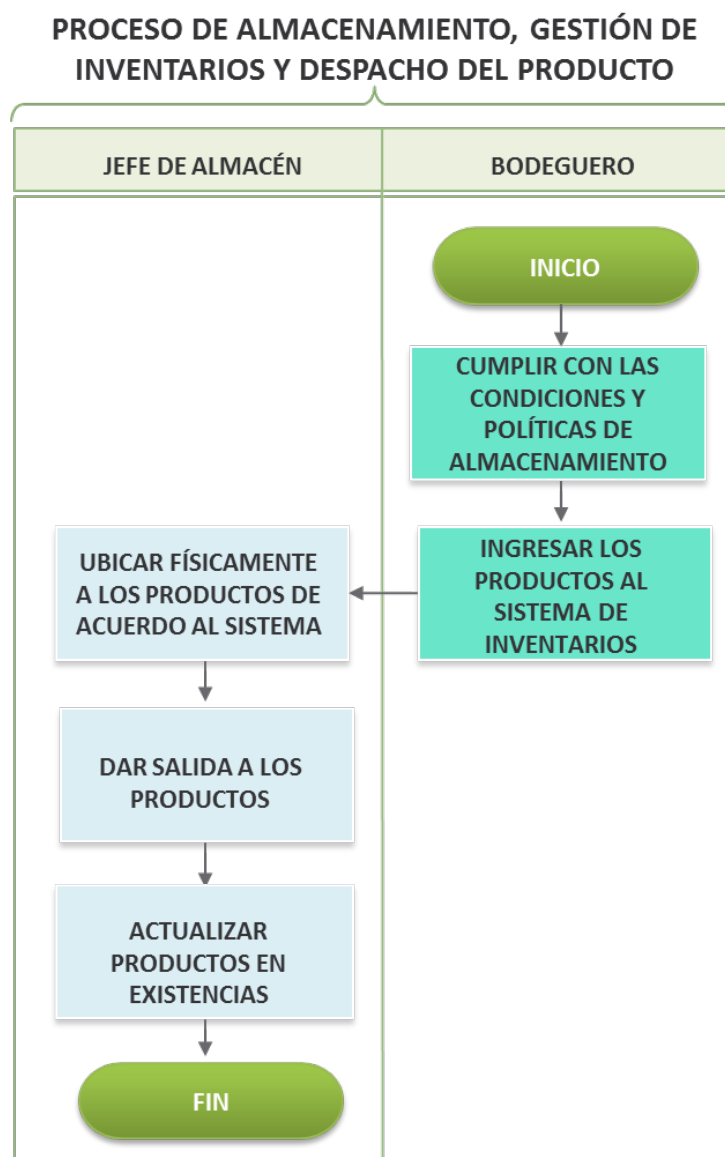 PROCESO DE ALMACENAMIENTO, GESTIÓN DE
INVENTARIOS Y DESPACHO DEL PRODUCTO
JEFE DE ALMACÉN
BODEGUERO
INICIO
CUMPLIR CON LAS
CONDICIONES Y
POLÍTICAS DE
ALMACENAMIENTO
INGRESAR LOS
PRODUCTOS AL
SISTEMA DE
INVENTARIOS
UBICAR FÍSICAMENTE
A LOS PRODUCTOS DE
ACUERDO AL SISTEMA
DAR SALIDA A LOS
PRODUCTOS
ACTUALIZAR
PRODUCTOS EN
EXISTENCIAS
FIN